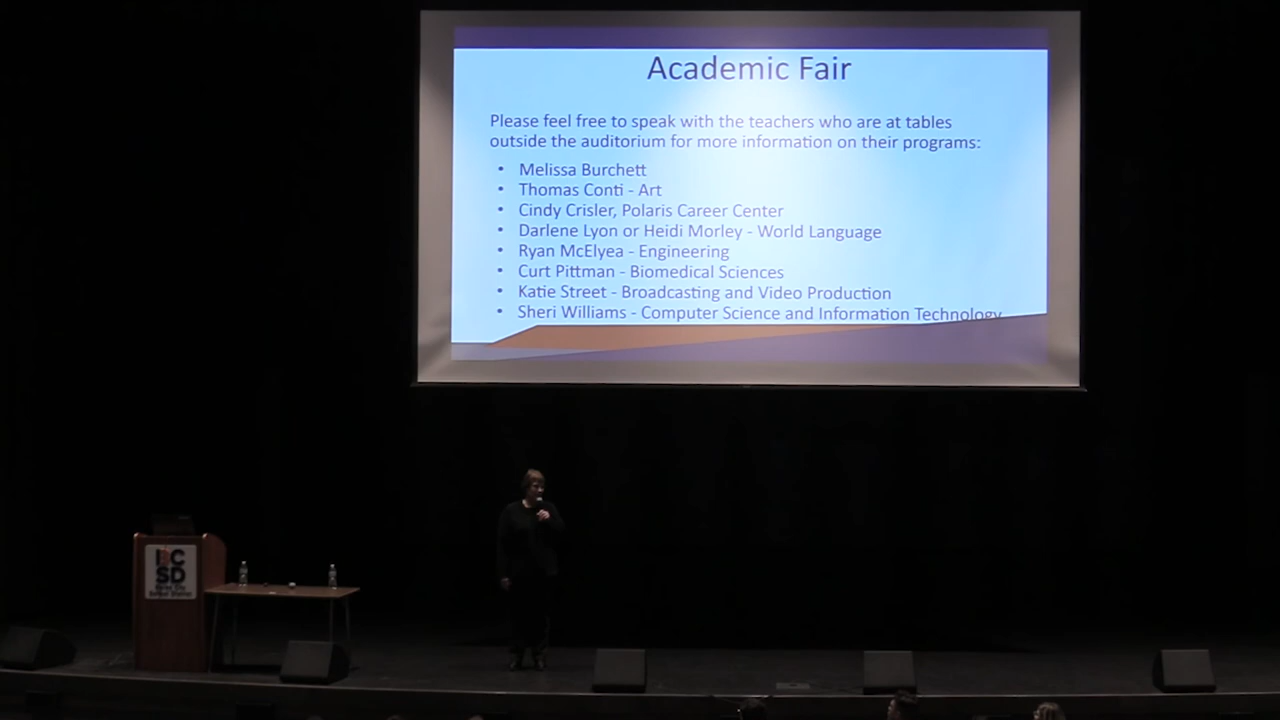 Academic Fair
Please feel free to speak with the teachers who are at tables
outside the auditorium for more information on their programs:
• Melissa Burchett
• Thomas Conti - Art
• Cindy Crisler, Polaris Career Center
• Darlene Lyon or Heidi Morley - World Language
• Ryan McElyea - Engineering
• Curt Pittman - Biomedical Sciences
• Katie Street - Broadcasting and Video Production
• Sheri Williams - Computer Science and Information Technology
SD
School District